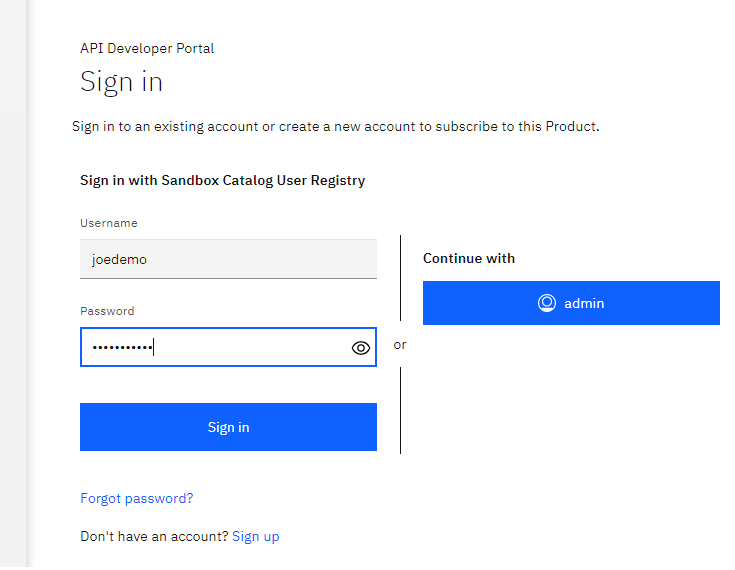 API Developer Portal
Sign in
Sign in to an existing account or create a new account to subscribe to this Product.
Sign in with Sandbox Catalog User Registry
Username
joedemo
Password
•••••••••••
Sign in
Forgot password?
Don't have an account? Sign up
or
Continue with
admin